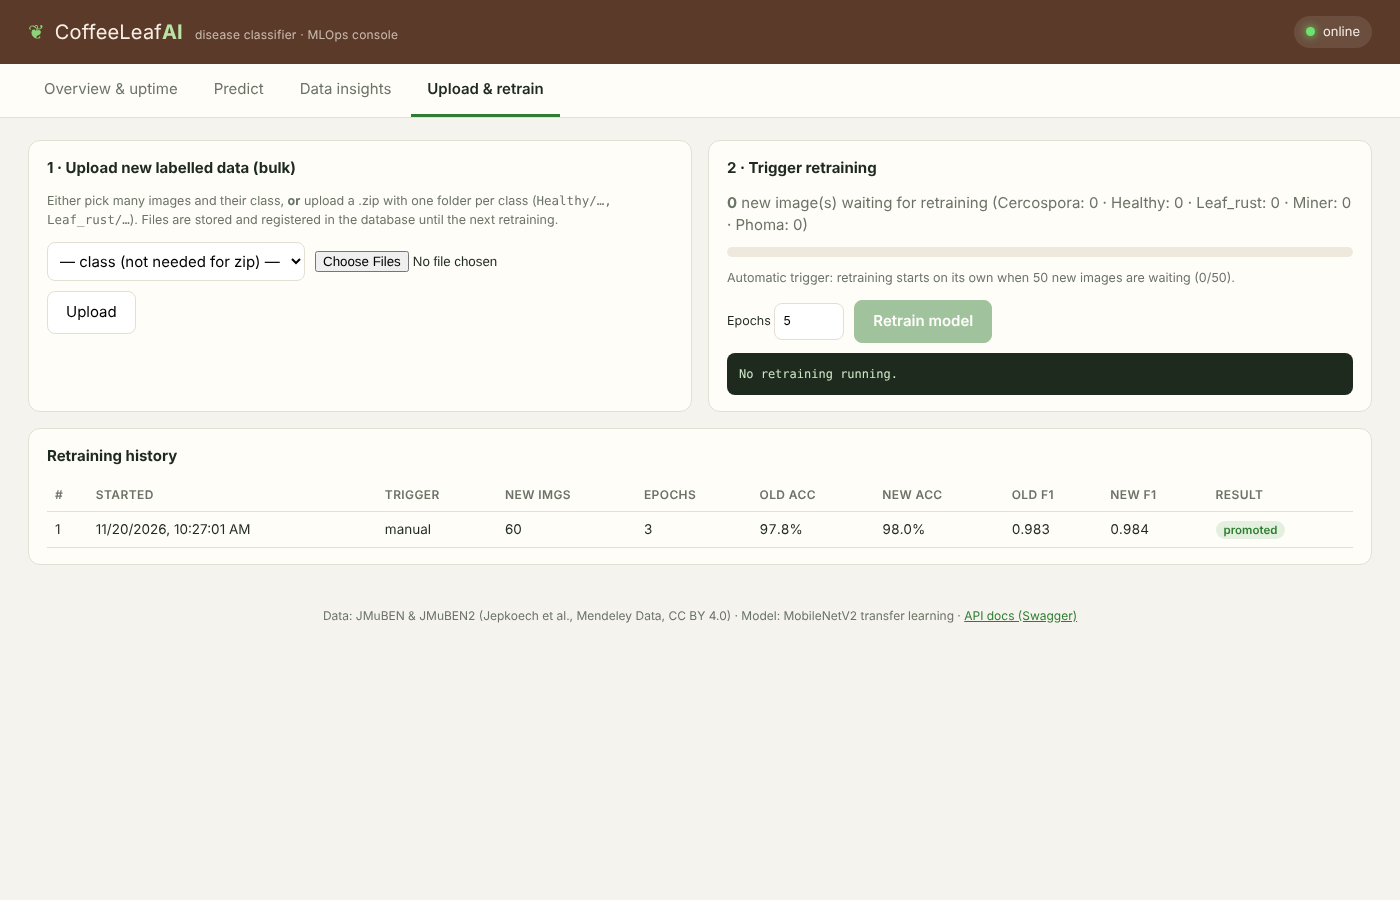 ❦ CoffeeLeafAI disease classifier · MLOps console
online
Overview & uptime Predict Data insights Upload & retrain
1 · Upload new labelled data (bulk)
Either pick many images and their class, or upload a .zip with one folder per class (Healthy/…,
Leaf_rust/…). Files are stored and registered in the database until the next retraining.
— class (not needed for zip) — Choose Files No file chosen
Upload
2 · Trigger retraining
0 new image(s) waiting for retraining (Cercospora: 0 · Healthy: 0 · Leaf_rust: 0 · Miner: 0
· Phoma: 0)
Automatic trigger: retraining starts on its own when 50 new images are waiting (0/50).
Epochs 5 Retrain model
No retraining running.
Retraining history
# STARTED TRIGGER NEW IMGS EPOCHS OLD ACC NEW ACC OLD F1 NEW F1 RESULT
1 11/20/2026, 10:27:01 AM manual 60 3 97.8% 98.0% 0.983 0.984 promoted
Data: JMuBEN & JMuBEN2 (Jepkoech et al., Mendeley Data, CC BY 4.0) · Model: MobileNetV2 transfer learning · API docs (Swagger)